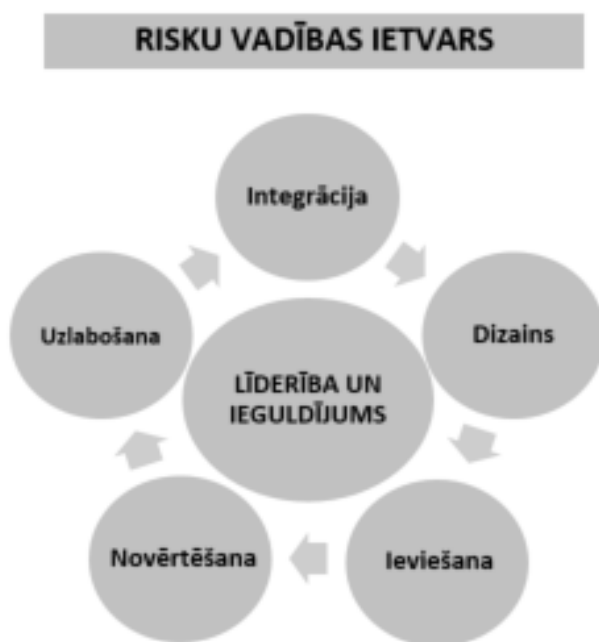 RISKU VADĪBAS IETVARS
Integrācija
Dizains
Ieviešana
Novērtēšana
Uzlabošana
LĪDERĪBA UN
IEGULDĪJUMS